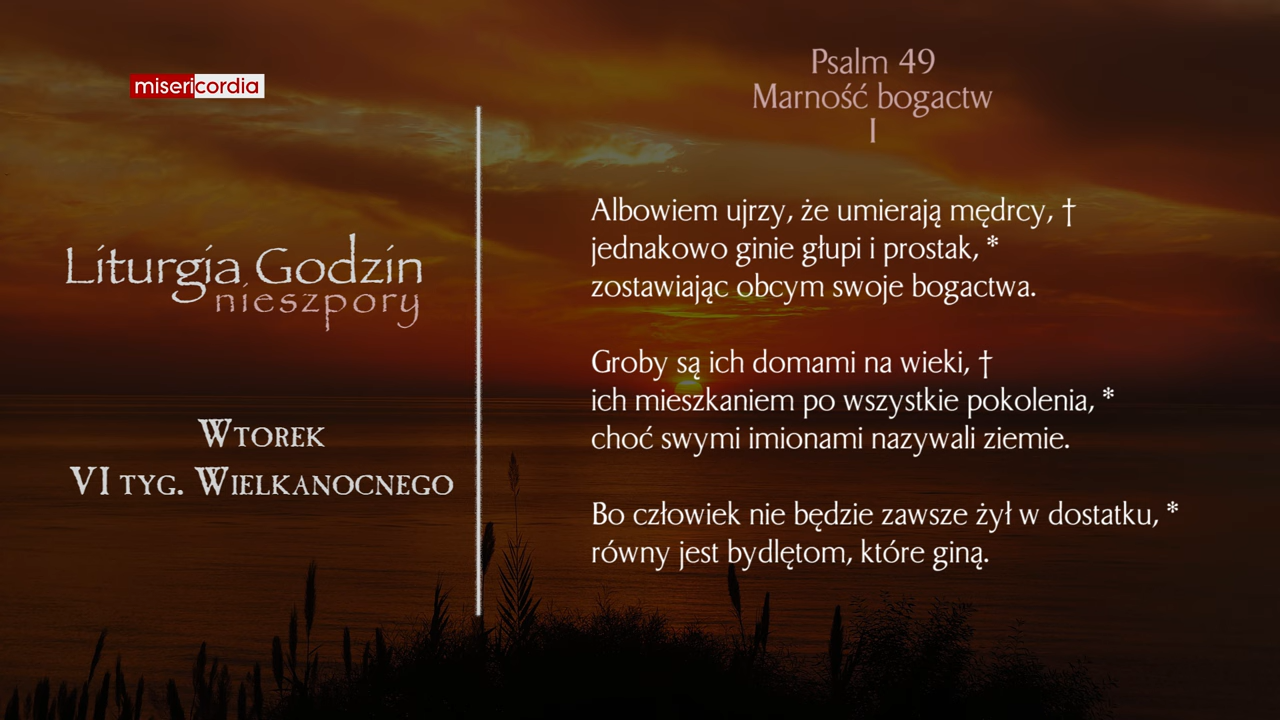 misericordia
Liturgia Godzin
nieszpory
Wtorek
VI tyg. Wielkanocnego
Psalm 49
Marność bogactw
I
Albowiem ujrzy, że umierają mędrcy, †
jednakowo ginie głupi i prostak, *
zostawiając obcym swoje bogactwa.
Groby są ich domami na wieki, †
ich mieszkaniem po wszystkie pokolenia, *
choć swymi imionami nazywali ziemie.
Bo człowiek nie będzie zawsze żył w dostatku, *
równy jest bydlętom, które giną.